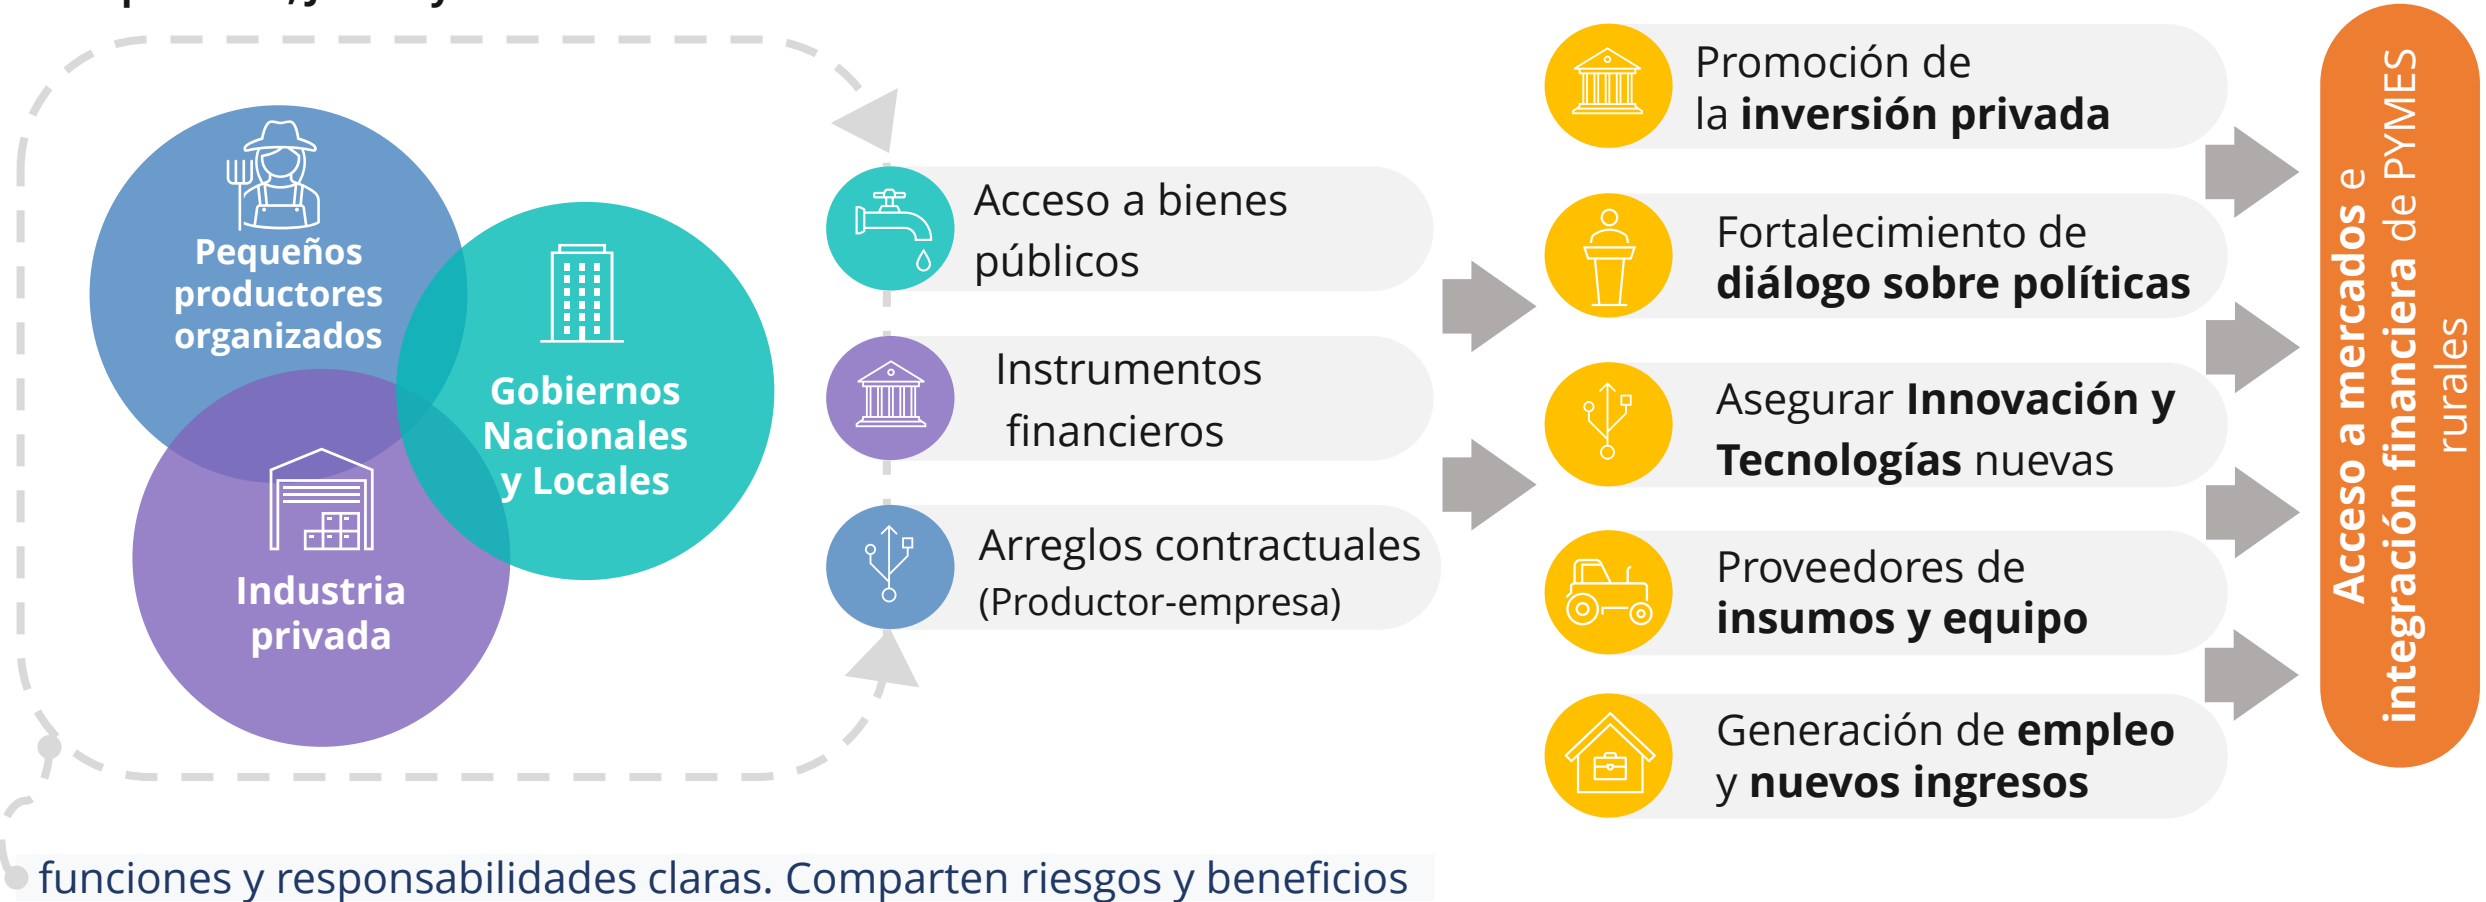 Pequeños
productores
organizados
Gobiernos
Nacionales
y Locales
Industria
privada
Acceso a bienes
públicos
Instrumentos
financieros
Arreglos contractuales
(Productor-empresa)
Promoción de
la inversión privada
Fortalecimiento de
diálogo sobre políticas
Asegurar Innovación y
Tecnologías nuevas
Proveedores de
insumos y equipo
Generación de empleo
y nuevos ingresos
Acceso a mercados e
integración financiera de PYMES
rurales
funciones y responsabilidades claras. Comparten riesgos y beneficios